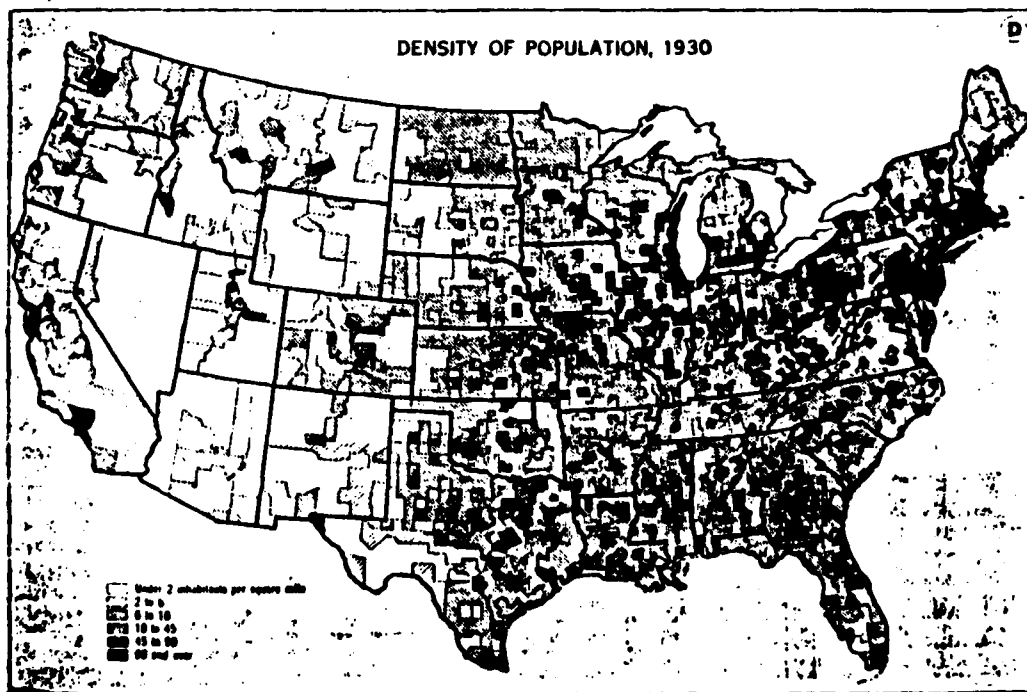 D
DENSITY OF POPULATION, 1930
Under 2 inhabitants per square mile
2 to 6
6 to 18
18 to 45
45 to 90
90 and over